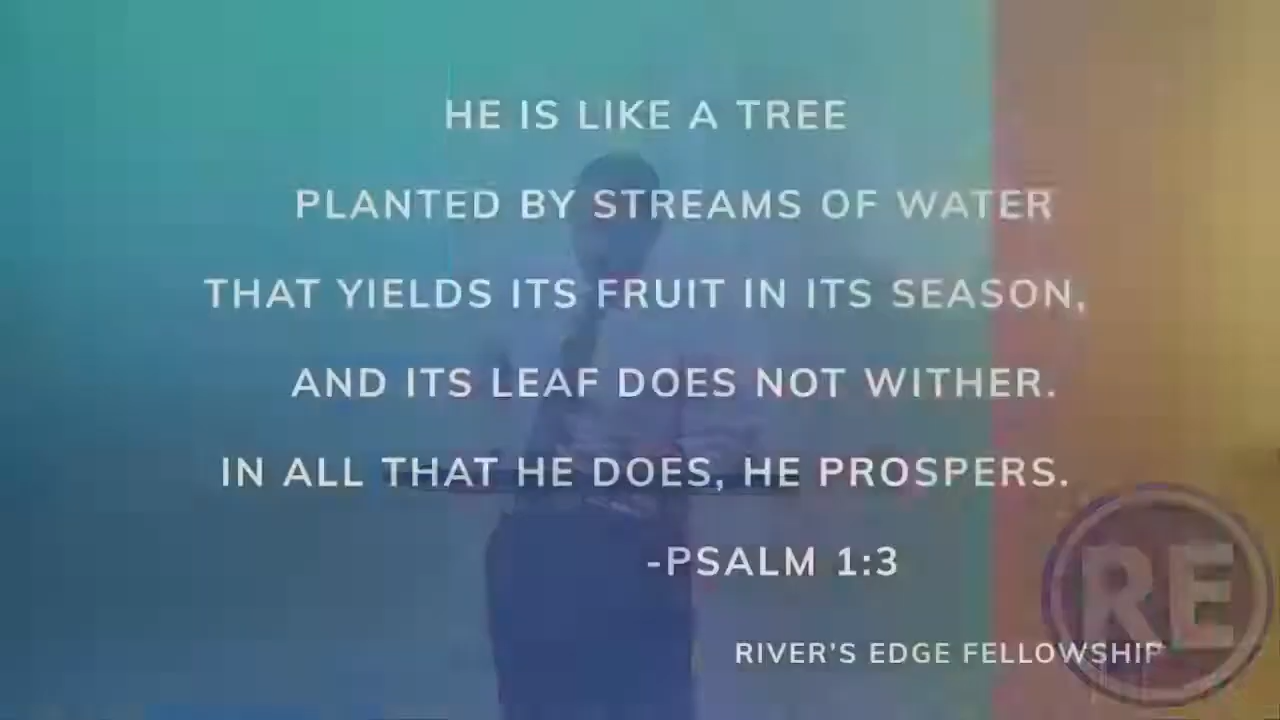 HE IS LIKE A TREE
PLANTED BY STREAMS OF WATER
THAT YIELDS ITS FRUIT IN ITS SEASON,
AND ITS LEAF DOES NOT WITHER.
IN ALL THAT HE DOES, HE PROSPERS.
-PSALM 1:3
RE
RIVER'S EDGE FELLOWSHIP